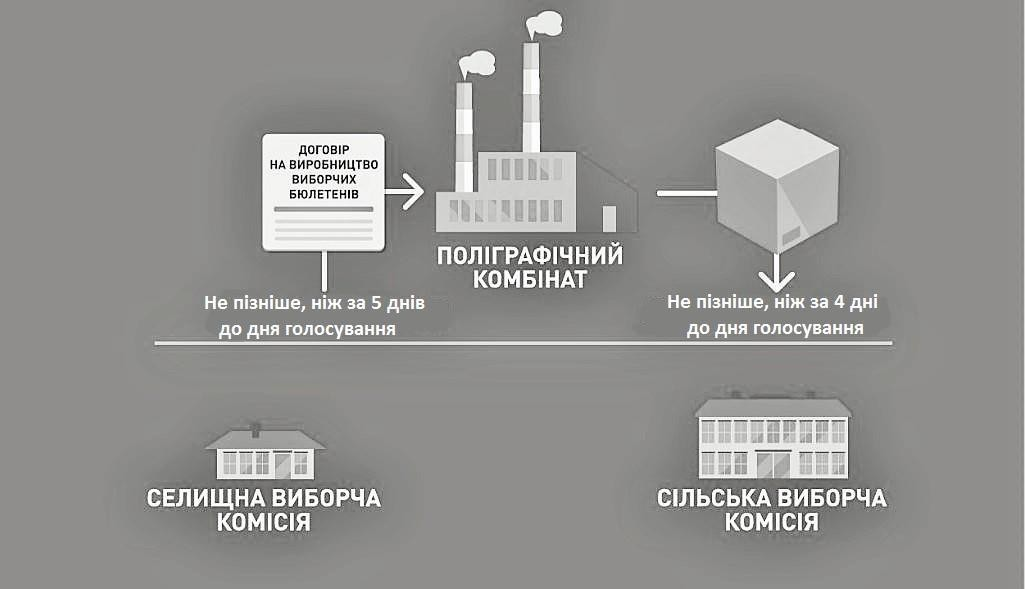 ДОГОВІР
НА ВИРОБНИЦТВО
ВИБОРЧИХ
БЮЛЕТЕНІВ
ПОЛІГРАФІЧНИЙ
КОМБІНАТ
Не пізніше, ніж за 5 днів
до дня голосування
Не пізніше, ніж за 4 дні
до дня голосування
СЕЛИЩНА ВИБОРЧА
КОМІСІЯ
СІЛЬСЬКА ВИБОРЧА
КОМІСІЯ